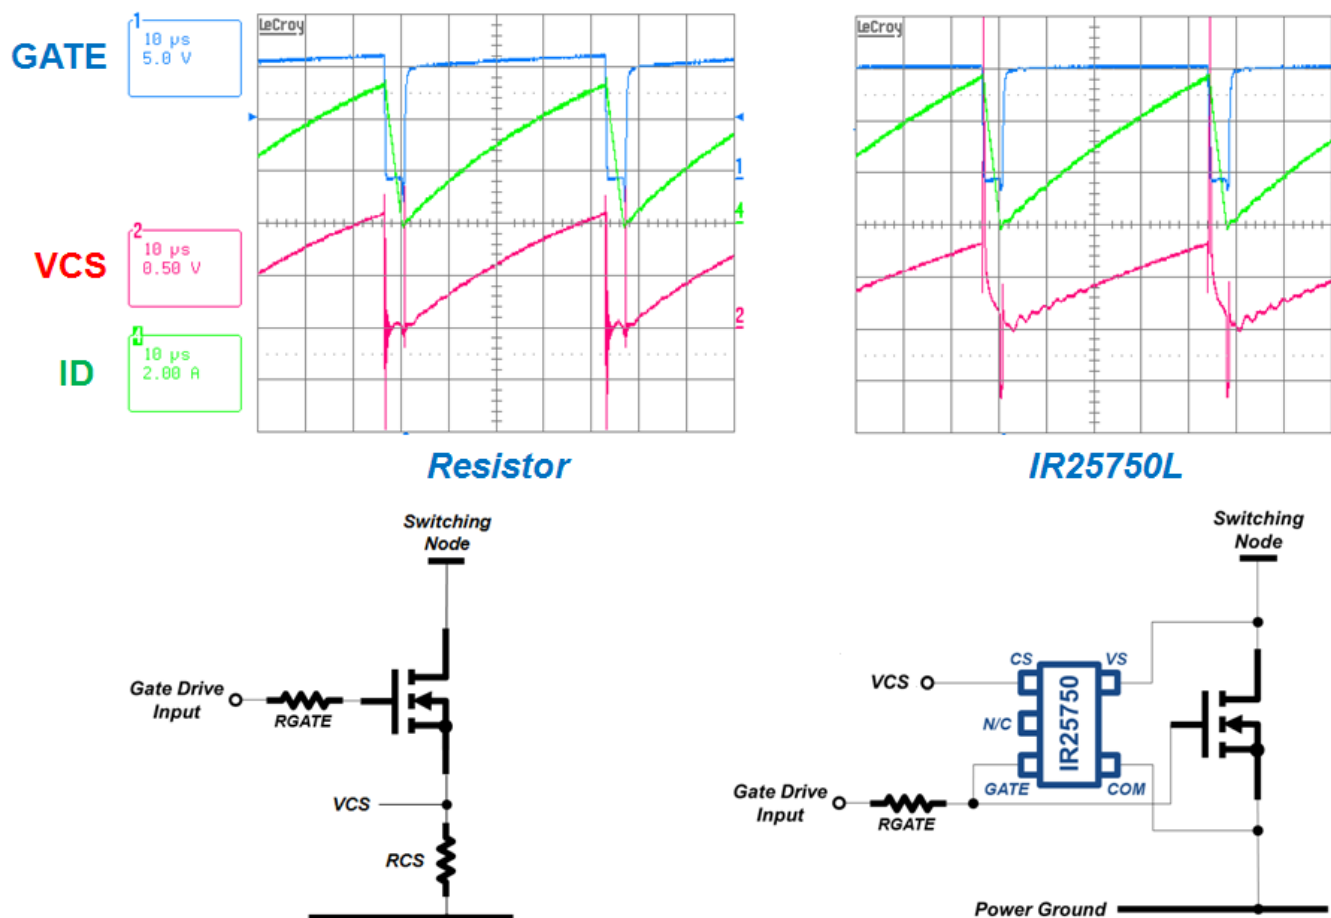 GATE
1
10 µs
5.0 V
LeCroy
1
4
2
LeCroy
VCS
2
10 µs
0.50 V
ID
4
10 µs
2.00 A
Resistor
IR25750L
Switching
Node
Gate Drive
Input
RGATE
VCS
RCS
Switching
Node
CS
VS
VCS
N/C
IR25750
GATE
COM
Gate Drive
Input
RGATE
Power Ground